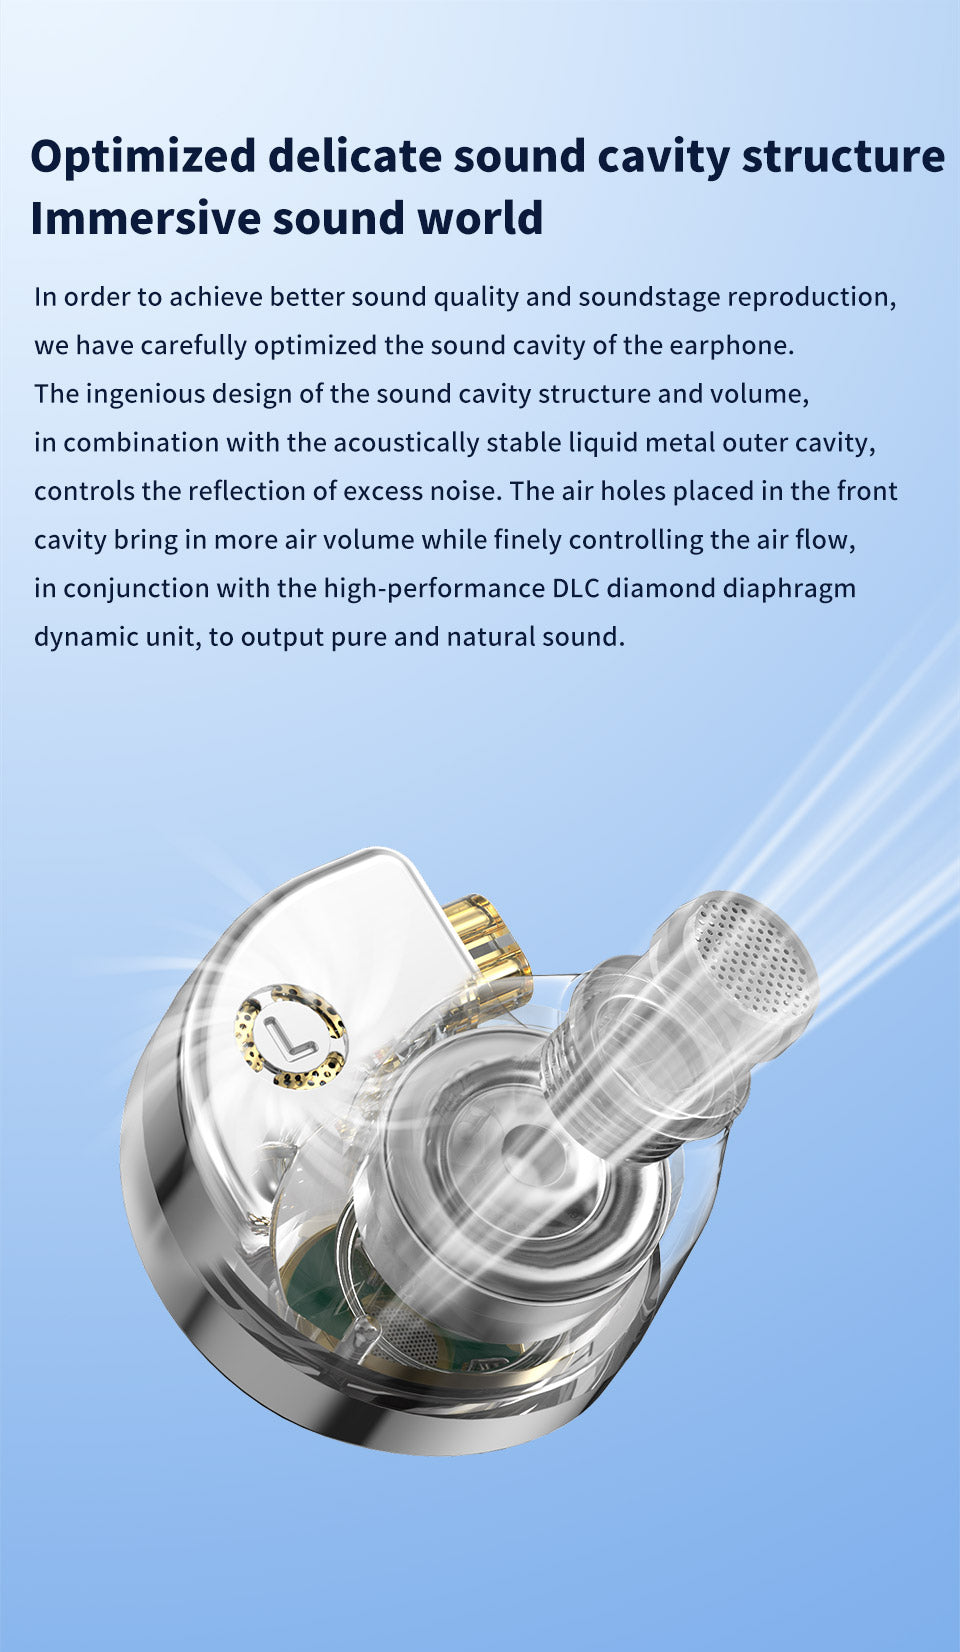 Optimized delicate sound cavity structure
Immersive sound world
In order to achieve better sound quality and soundstage reproduction,
we have carefully optimized the sound cavity of the earphone.
The ingenious design of the sound cavity structure and volume,
in combination with the acoustically stable liquid metal outer cavity,
controls the reflection of excess noise. The air holes placed in the front
cavity bring in more air volume while finely controlling the air flow,
in conjunction with the high-performance DLC diamond diaphragm
dynamic unit, to output pure and natural sound.
L